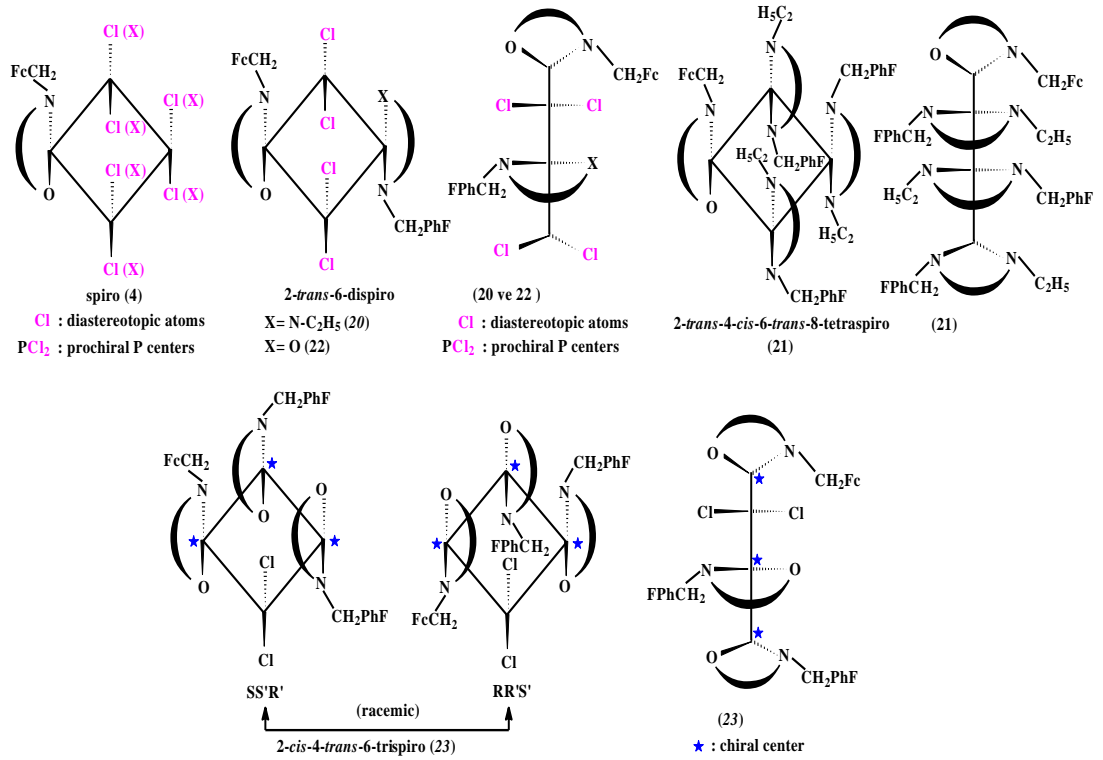 Cl (X)
FcCH2
N
Cl (X)
Cl (X)
Cl (X)
Cl (X)
O
Cl (X)
spiro (4)
Cl : diastereotopic atoms
PCl2 : prochiral P centers
Cl
FcCH2
N
X
Cl
Cl
O
N
CH2PhF
Cl
2-trans-6-dispiro
X= N-C2H5 (20)
X= O (22)
O
N
CH2Fc
Cl
Cl
N
X
FPhCH2
Cl
Cl
(20 ve 22 )
Cl : diastereotopic atoms
PCl2 : prochiral P centers
H5C2
N
FcCH2
CH2PhF
N
N
N
H5C2
CH2PhF
N
N
O
H5C2
N
CH2PhF
2-trans-4-cis-6-trans-8-tetraspiro
(21)
O
N
CH2Fc
N
N
FPhCH2
C2H5
N
N
H5C2
CH2PhF
N
N
FPhCH2
C2H5
(21)
CH2PhF
N
FcCH2
N
O
O
Cl
O
N
CH2PhF
Cl
SS'R'
O
CH2PhF
O
N
N
FPhCH2
Cl
N
O
FcCH2
Cl
RR'S'
(racemic)
2-cis-4-trans-6-trispiro (23)
O
N
CH2Fc
Cl
Cl
N
O
FPhCH2
O
N
CH2PhF
(23)
★ : chiral center